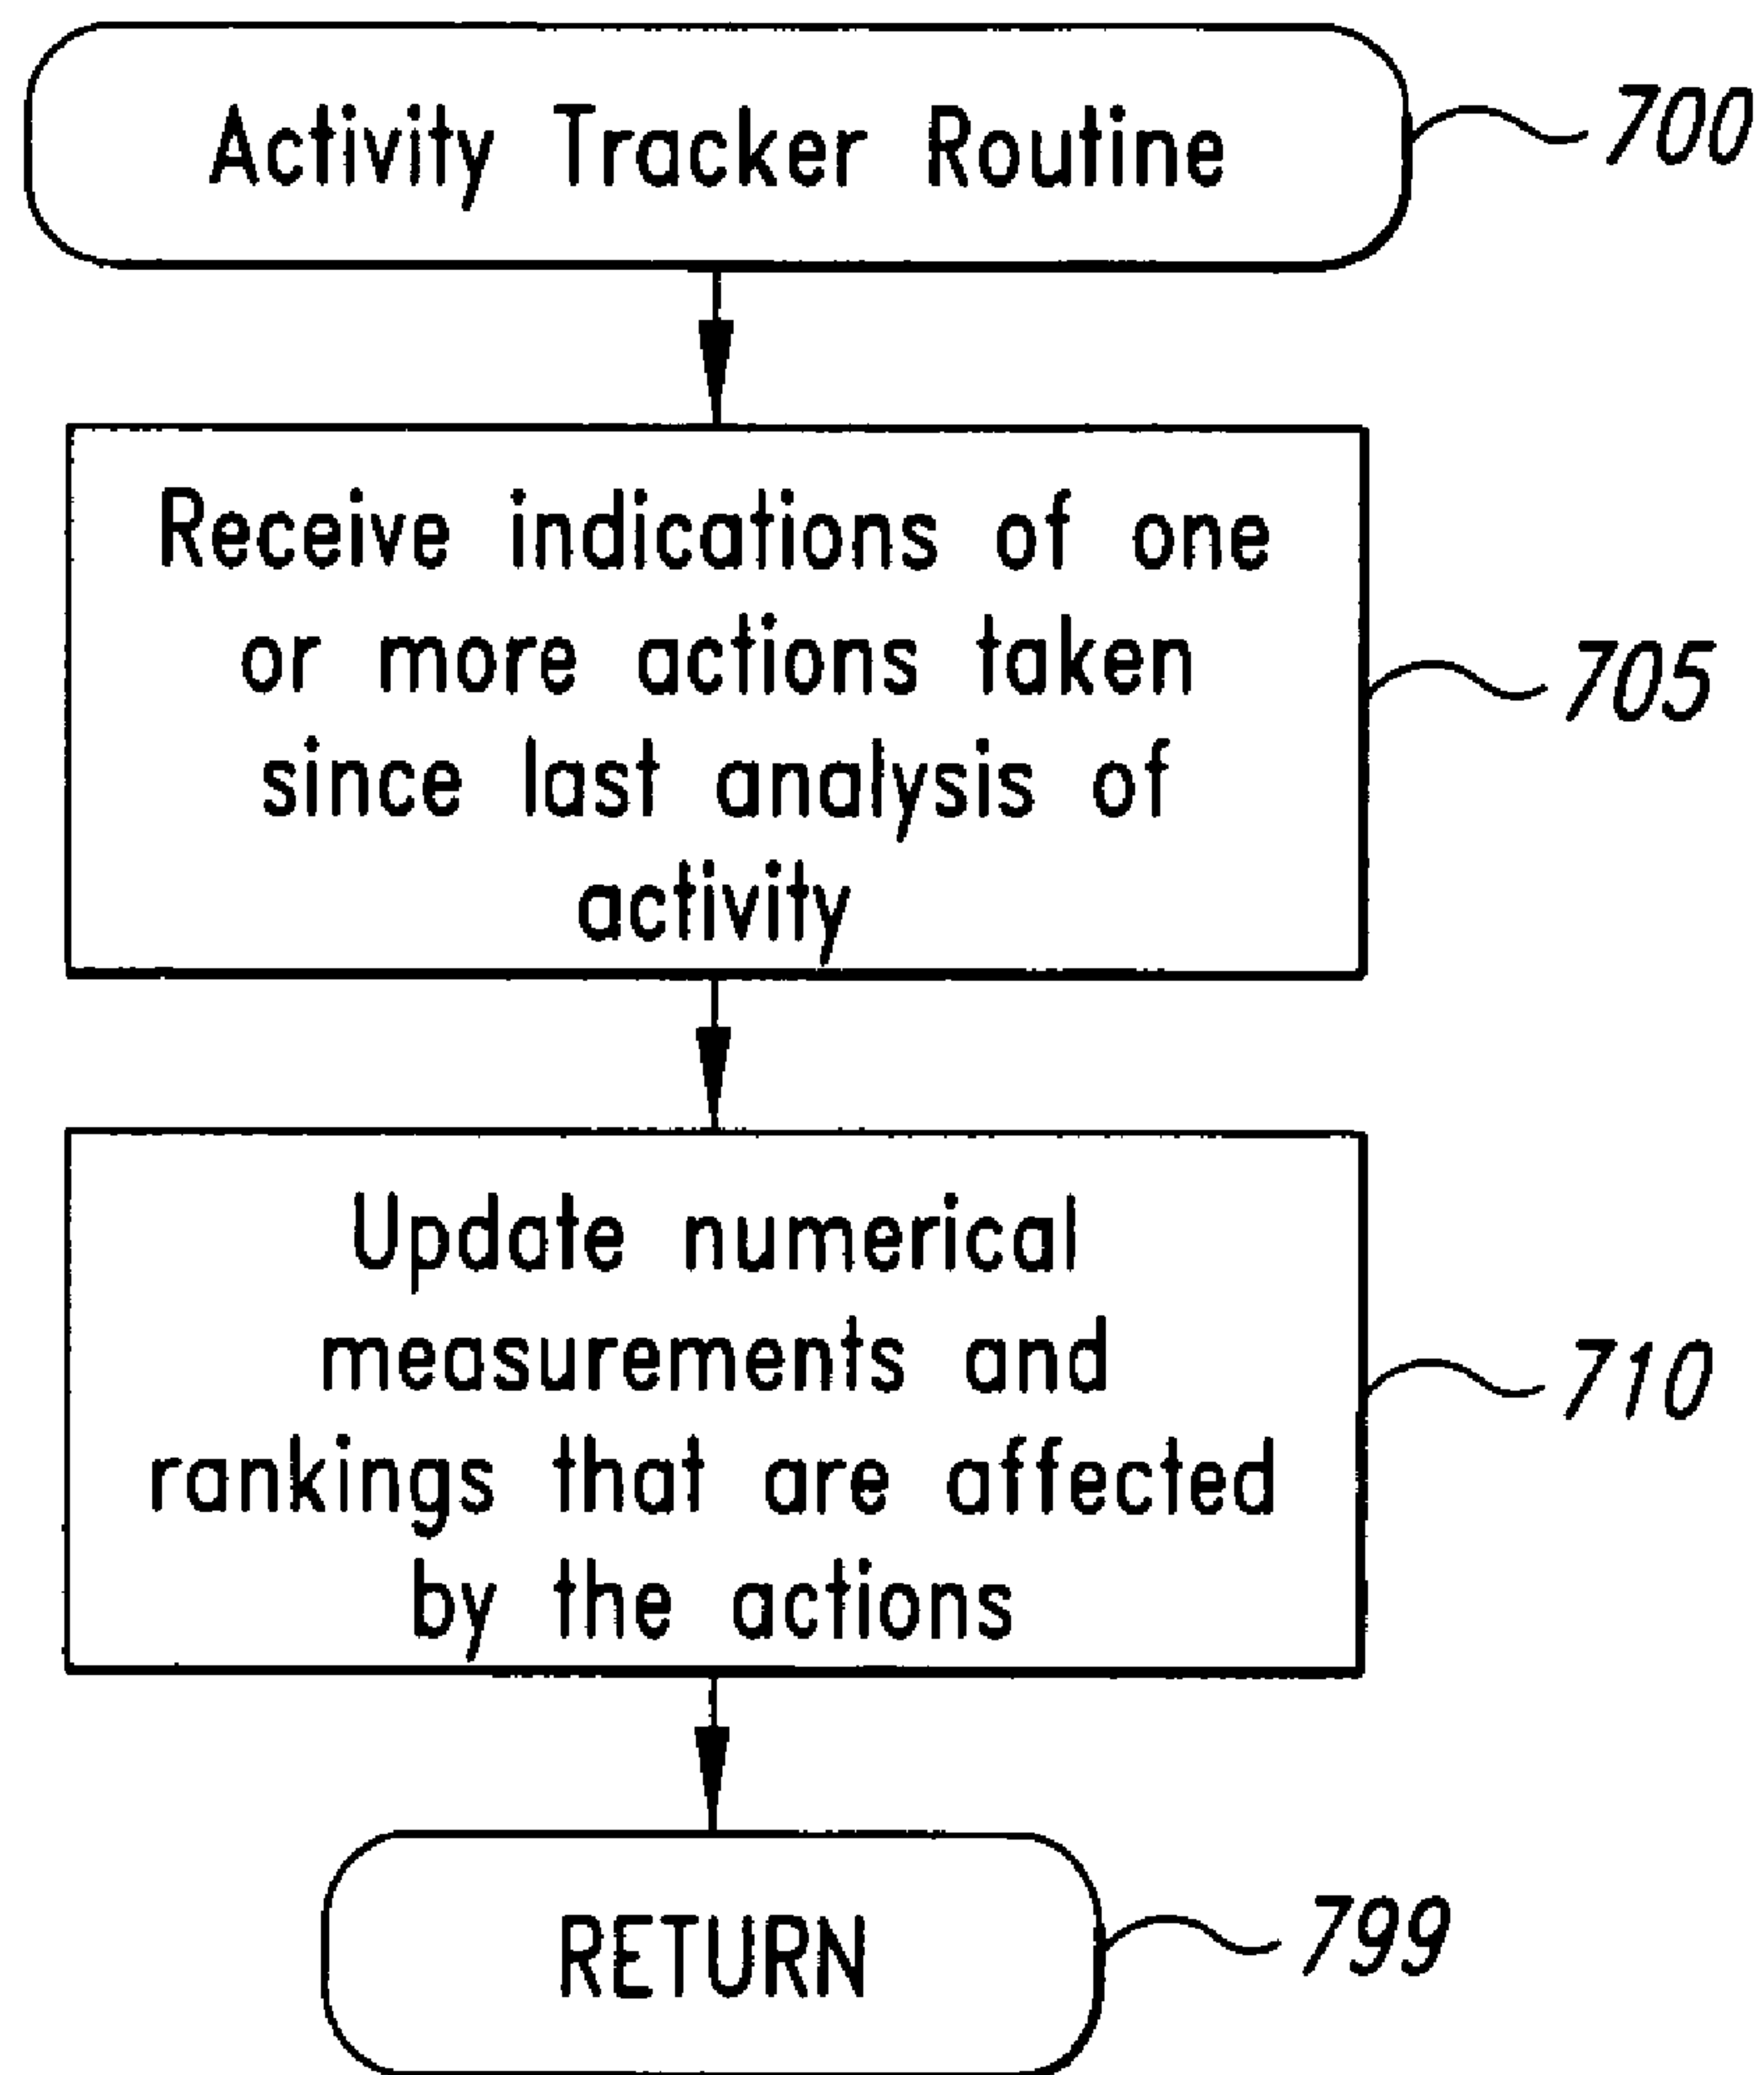 Activity Tracker Routine
700
Receive indications of one
or more actions taken
since last analysis of
activity
705
Update numerical
measurements and
rankings that are affected
by the actions
710
RETURN
799